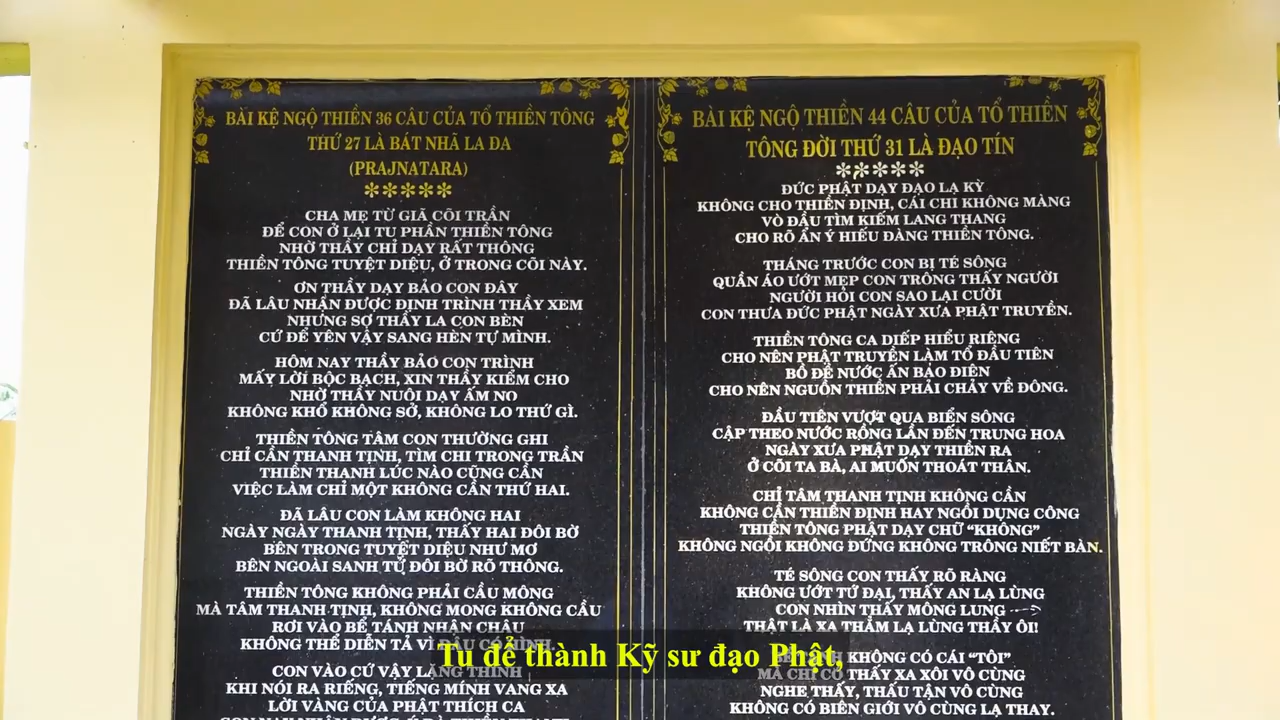 BÀI KỆ NGỘ THIỀN 36 CÂU CỦA TỔ THIỀN TÔNG
THỨ 27 LÀ BÁT NHÃ LA ĐA
(PRAJNATARA)
CHA MẸ TỪ GIÃ CÕI TRẦN
ĐỂ CON Ở LẠI TU PHẦN THIỀN TÔNG
NHỜ THẦY CHỈ DẠY RẤT THÔNG
THIỀN TÔNG TUYỆT DIỆU, Ở TRONG CÕI NÀY.
ƠN THẦY DẠY BẢO CON ĐÂY
ĐÃ LÂU NHẬN ĐƯỢC ĐỊNH TRÌNH THẦY XEM
NHƯNG SỢ THẦY LA CON BÈN
CỨ ĐỂ YÊN VẬY SANG HÈN TỰ MÌNH.
HÔM NAY THẦY BẢO CON TRÌNH
MẤY LỜI BỘC BẠCH, XIN THẦY KIỂM CHO
NHỜ THẦY NUÔI DẠY ẤM NO
KHÔNG KHỔ KHÔNG SỞ, KHÔNG LO THỨ GÌ.
THIỀN TÔNG TÂM CON THƯỜNG GHI
CHỈ CẦN THANH TỊNH, TÌM CHI TRONG TRẦN
THIỀN THANH LÚC NÀO CŨNG CẦN
VIỆC LÀM CHỈ MỘT KHÔNG CẦN THỨ HAI.
ĐÃ LÂU CON LÀM KHÔNG HAI
NGÀY NGÀY THANH TỊNH, THẤY HAI ĐÔI BỜ
BÊN TRONG TUYỆT DIỆU NHƯ MƠ
BÊN NGOÀI SANH TỬ ĐÔI BỜ RÕ THÔNG.
THIỀN TÔNG KHÔNG PHẢI CẦU MÔNG
MÀ TÂM THANH TỊNH, KHÔNG MONG KHÔNG CẦU
RƠI VÀO BỂ TÁNH NHẬN CHÂU
KHÔNG THỂ DIỄN TẢ VÌ ĐÂU CÓ HÌNH.
CON VÀO CỨ VẬY LẶNG THINH
KHI NÓI RA RIẾNG, TIẾNG MÍNH VANG XA
LỜI VÀNG CỦA PHẬT THÍCH CA
BÀI KỆ NGỘ THIỀN 44 CÂU CỦA TỔ THIỀN
TÔNG ĐỜI THỨ 31 LÀ ĐẠO TÍN
ĐỨC PHẬT DẠY ĐẠO LẠ KỲ
KHÔNG CHO THIỀN ĐỊNH, CÁI CHI KHÔNG MÀNG
VÒ ĐẦU TÌM KIẾM LANG THANG
CHO RÕ ẨN Ý HIẾU ĐÀNG THIỀN TÔNG.
THÁNG TRƯỚC CON BỊ TÉ SÔNG
QUẦN ÁO ƯỚT MẸP CON TRÔNG THẤY NGƯỜI
NGƯỜI HỎI CON SAO LẠI CƯỜI
CON THƯA ĐỨC PHẬT NGÀY XƯA PHẬT TRUYỀN.
THIỀN TÔNG CA DIẾP HIỂU RIÊNG
CHO NÊN PHẬT TRUYỀN LÀM TỔ ĐẦU TIÊN
BỒ ĐỀ NƯỚC ẤN BẢO ĐIÊN
CHO NÊN NGUỒN THIỀN PHẢI CHẢY VỀ ĐÔNG.
ĐẦU TIÊN VƯỢT QUA BIỂN SÔNG
CẬP THEO NƯỚC RỒNG LẦN ĐẾN TRUNG HOA
NGÀY XƯA PHẬT DẠY THIỀN RA
Ở CÕI TA BÀ, AI MUỐN THOÁT THÂN.
CHỈ TÂM THANH TỊNH KHÔNG CẦN
KHÔNG CẦN THIỀN ĐỊNH HAY NGỒI DỤNG CÔNG
THIỀN TÔNG PHẬT DẠY CHỮ “KHÔNG”
KHÔNG NGỒI KHÔNG ĐỨNG KHÔNG TRÔNG NIẾT BÀN.
TÉ SÔNG CON THẤY RÕ RÀNG
KHÔNG ƯỚT TỨ ĐẠI, THẤY AN LẠ LÙNG
CON NHÌN THẤY MÔNG LUNG
THẬT LÀ XA THẲM LẠ LÙNG THẦY ÔI!
KHÔNG CÓ CÁI “TÔI”
MÀ CHỈ CÓ THẤY XA XÔI VÔ CÙNG
NGHE THẤY, THẤU TẬN VÔ CÙNG
KHÔNG CÓ BIÊN GIỚI VÔ CÙNG LẠ THAY.
Tu để thành Kỹ sư đạo Phật,